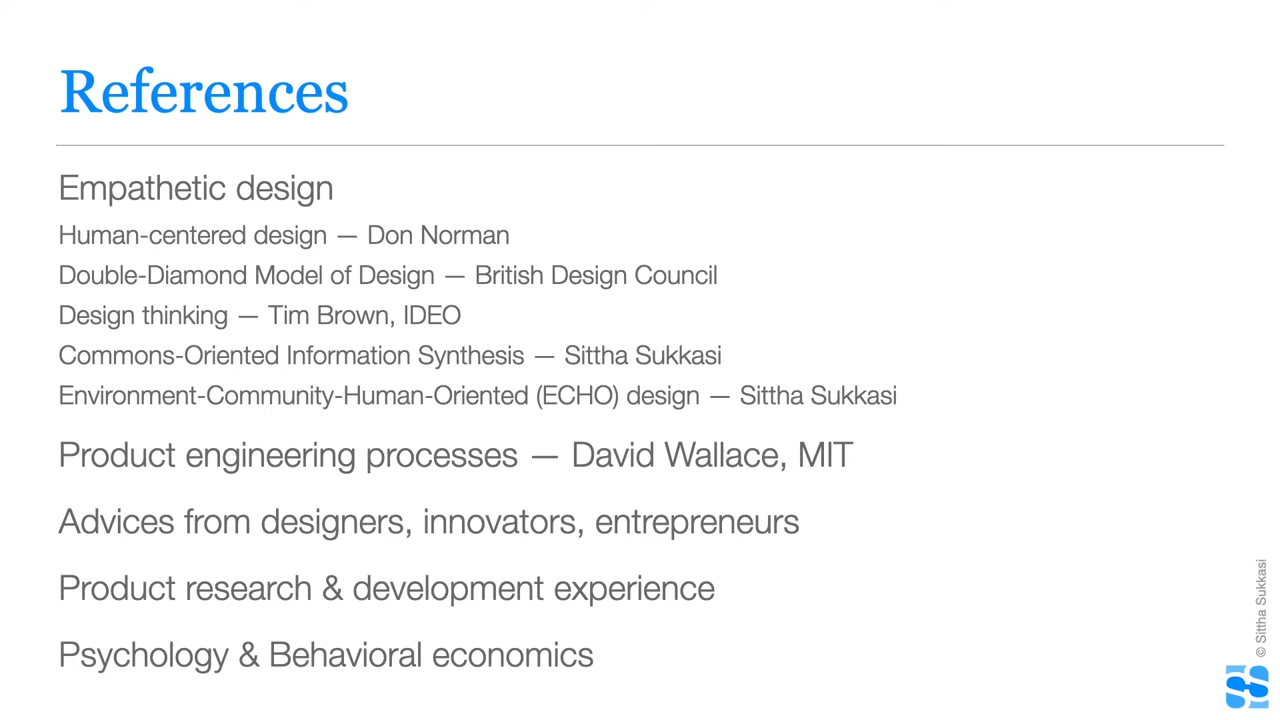 References
Empathetic design
Human-centered design — Don Norman
Double-Diamond Model of Design — British Design Council
Design thinking — Tim Brown, IDEO
Commons-Oriented Information Synthesis — Sittha Sukkasi
Environment-Community-Human-Oriented (ECHO) design — Sittha Sukkasi
Product engineering processes — David Wallace, MIT
Advices from designers, innovators, entrepreneurs
Product research & development experience
Psychology & Behavioral economics
© Sittha Sukkasi